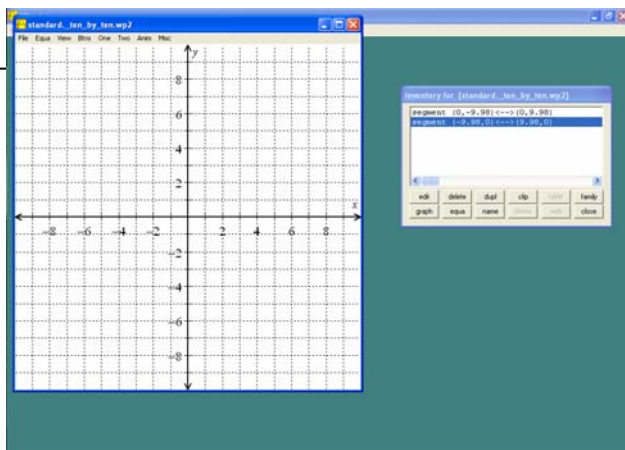 standard._ten_by_ten.wp2
File Equa View Btns One Two Anim Misc
y
8
6
4
2
x
-8 -6 -4 -2 2 4 6 8
-2
-4
-6
-8
Inventory for [standard._ten_by_ten.wp2]
segment (0,-9.98)<-->(0,9.98)
segment (-9.98,0)<-->(9.98,0)
edit delete dupl clip family
graph equa name close